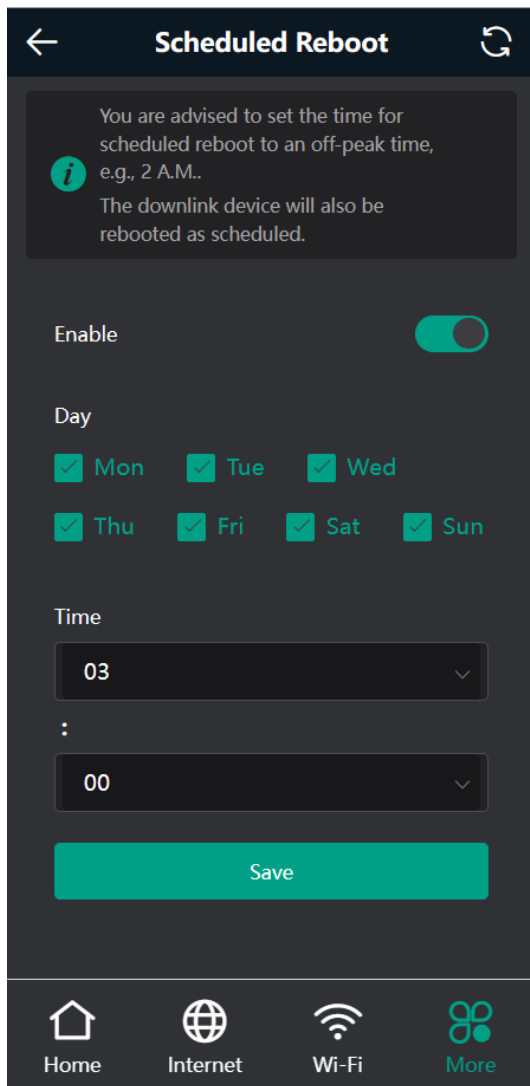 Scheduled Reboot
You are advised to set the time for
scheduled reboot to an off-peak time,
e.g., 2 A.M..
The downlink device will also be
rebooted as scheduled.
Enable
Day
Mon Tue Wed
Thu Fri Sat Sun
Time
03
:
00
Save
Home Internet Wi-Fi More